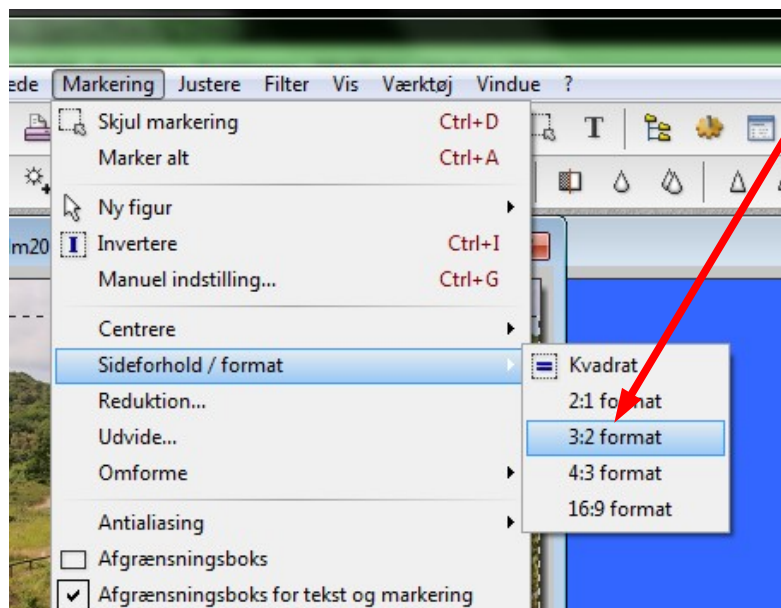 ede Markering Justere Filter Vis Værktøj Vindue ?
Skjul markering Ctrl+D
T
Marker alt Ctrl+A
Ny figur
m20
I Invertere Ctrl+I
Manuel indstilling... Ctrl+G
Centrere
Sideforhold / format
Kvadrat
Reduktion...
2:1 format
Udvide...
3:2 format
Omforme
4:3 format
16:9 format
Antialiasing
Afgrænsningsboks
Afgrænsningsboks for tekst og markering